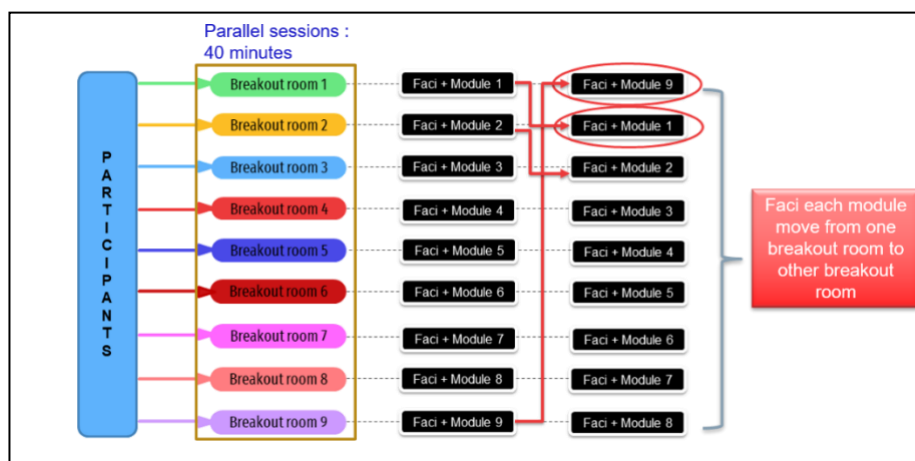 Parallel sessions :
40 minutes
PARTICIPANTS
Breakout room 1
Faci + Module 1
Faci + Module 9
Breakout room 2
Faci + Module 2
Faci + Module 1
Breakout room 3
Faci + Module 3
Faci + Module 2
Breakout room 4
Faci + Module 4
Faci + Module 3
Breakout room 5
Faci + Module 5
Faci + Module 4
Breakout room 6
Faci + Module 6
Faci + Module 5
Breakout room 7
Faci + Module 7
Faci + Module 6
Breakout room 8
Faci + Module 8
Faci + Module 7
Breakout room 9
Faci + Module 9
Faci + Module 8
Faci each module
move from one
breakout room to
other breakout
room